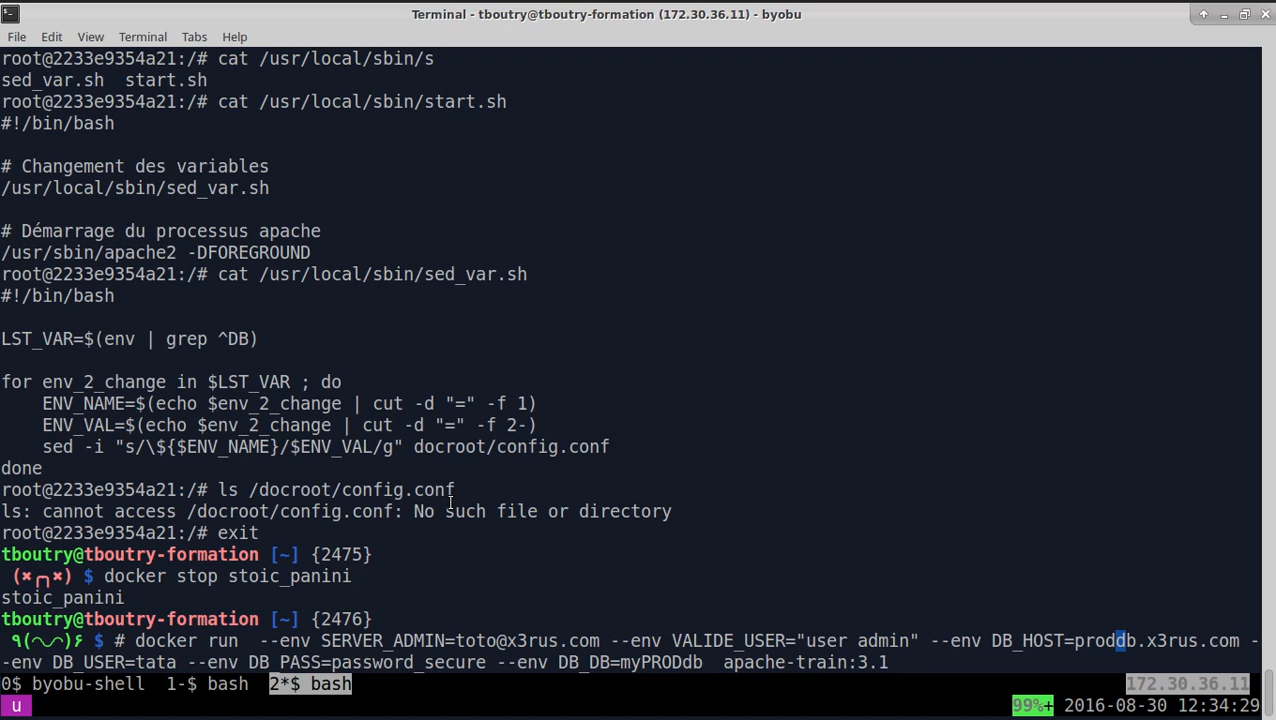 Terminal - tboutry@tboutry-formation (172.30.36.11) - byobu
File Edit View Terminal Tabs Help
root@2233e9354a21:/# cat /usr/local/sbin/s
sed_var.sh  start.sh
root@2233e9354a21:/# cat /usr/local/sbin/start.sh
#!/bin/bash
# Changement des variables
/usr/local/sbin/sed_var.sh
# Démarrage du processus apache
/usr/sbin/apache2 -DFOREGROUND
root@2233e9354a21:/# cat /usr/local/sbin/sed_var.sh
#!/bin/bash
LST_VAR=$(env | grep ^DB)
for env_2_change in $LST_VAR ; do
    ENV_NAME=$(echo $env_2_change | cut -d "=" -f 1)
    ENV_VAL=$(echo $env_2_change | cut -d "=" -f 2-)
    sed -i "s/\${$ENV_NAME}/$ENV_VAL/g" docroot/config.conf
done
root@2233e9354a21:/# ls /docroot/config.conf
ls: cannot access /docroot/config.conf: No such file or directory
root@2233e9354a21:/# exit
tboutry@tboutry-formation [~] {2475}
(✖╭╮✖) $ docker stop stoic_panini
stoic_panini
tboutry@tboutry-formation [~] {2476}
٩(◡◡)۶ $ # docker run  --env SERVER_ADMIN=toto@x3rus.com --env VALIDE_USER="user admin" --env DB_HOST=prodddb.x3rus.com -
-env DB_USER=tata --env DB_PASS=password_secure --env DB_DB=myPRODdb  apache-train:3.1
0$ byobu-shell  1-$ bash  2*$ bash 172.30.36.11
u 99%+ 2016-08-30 12:34:29